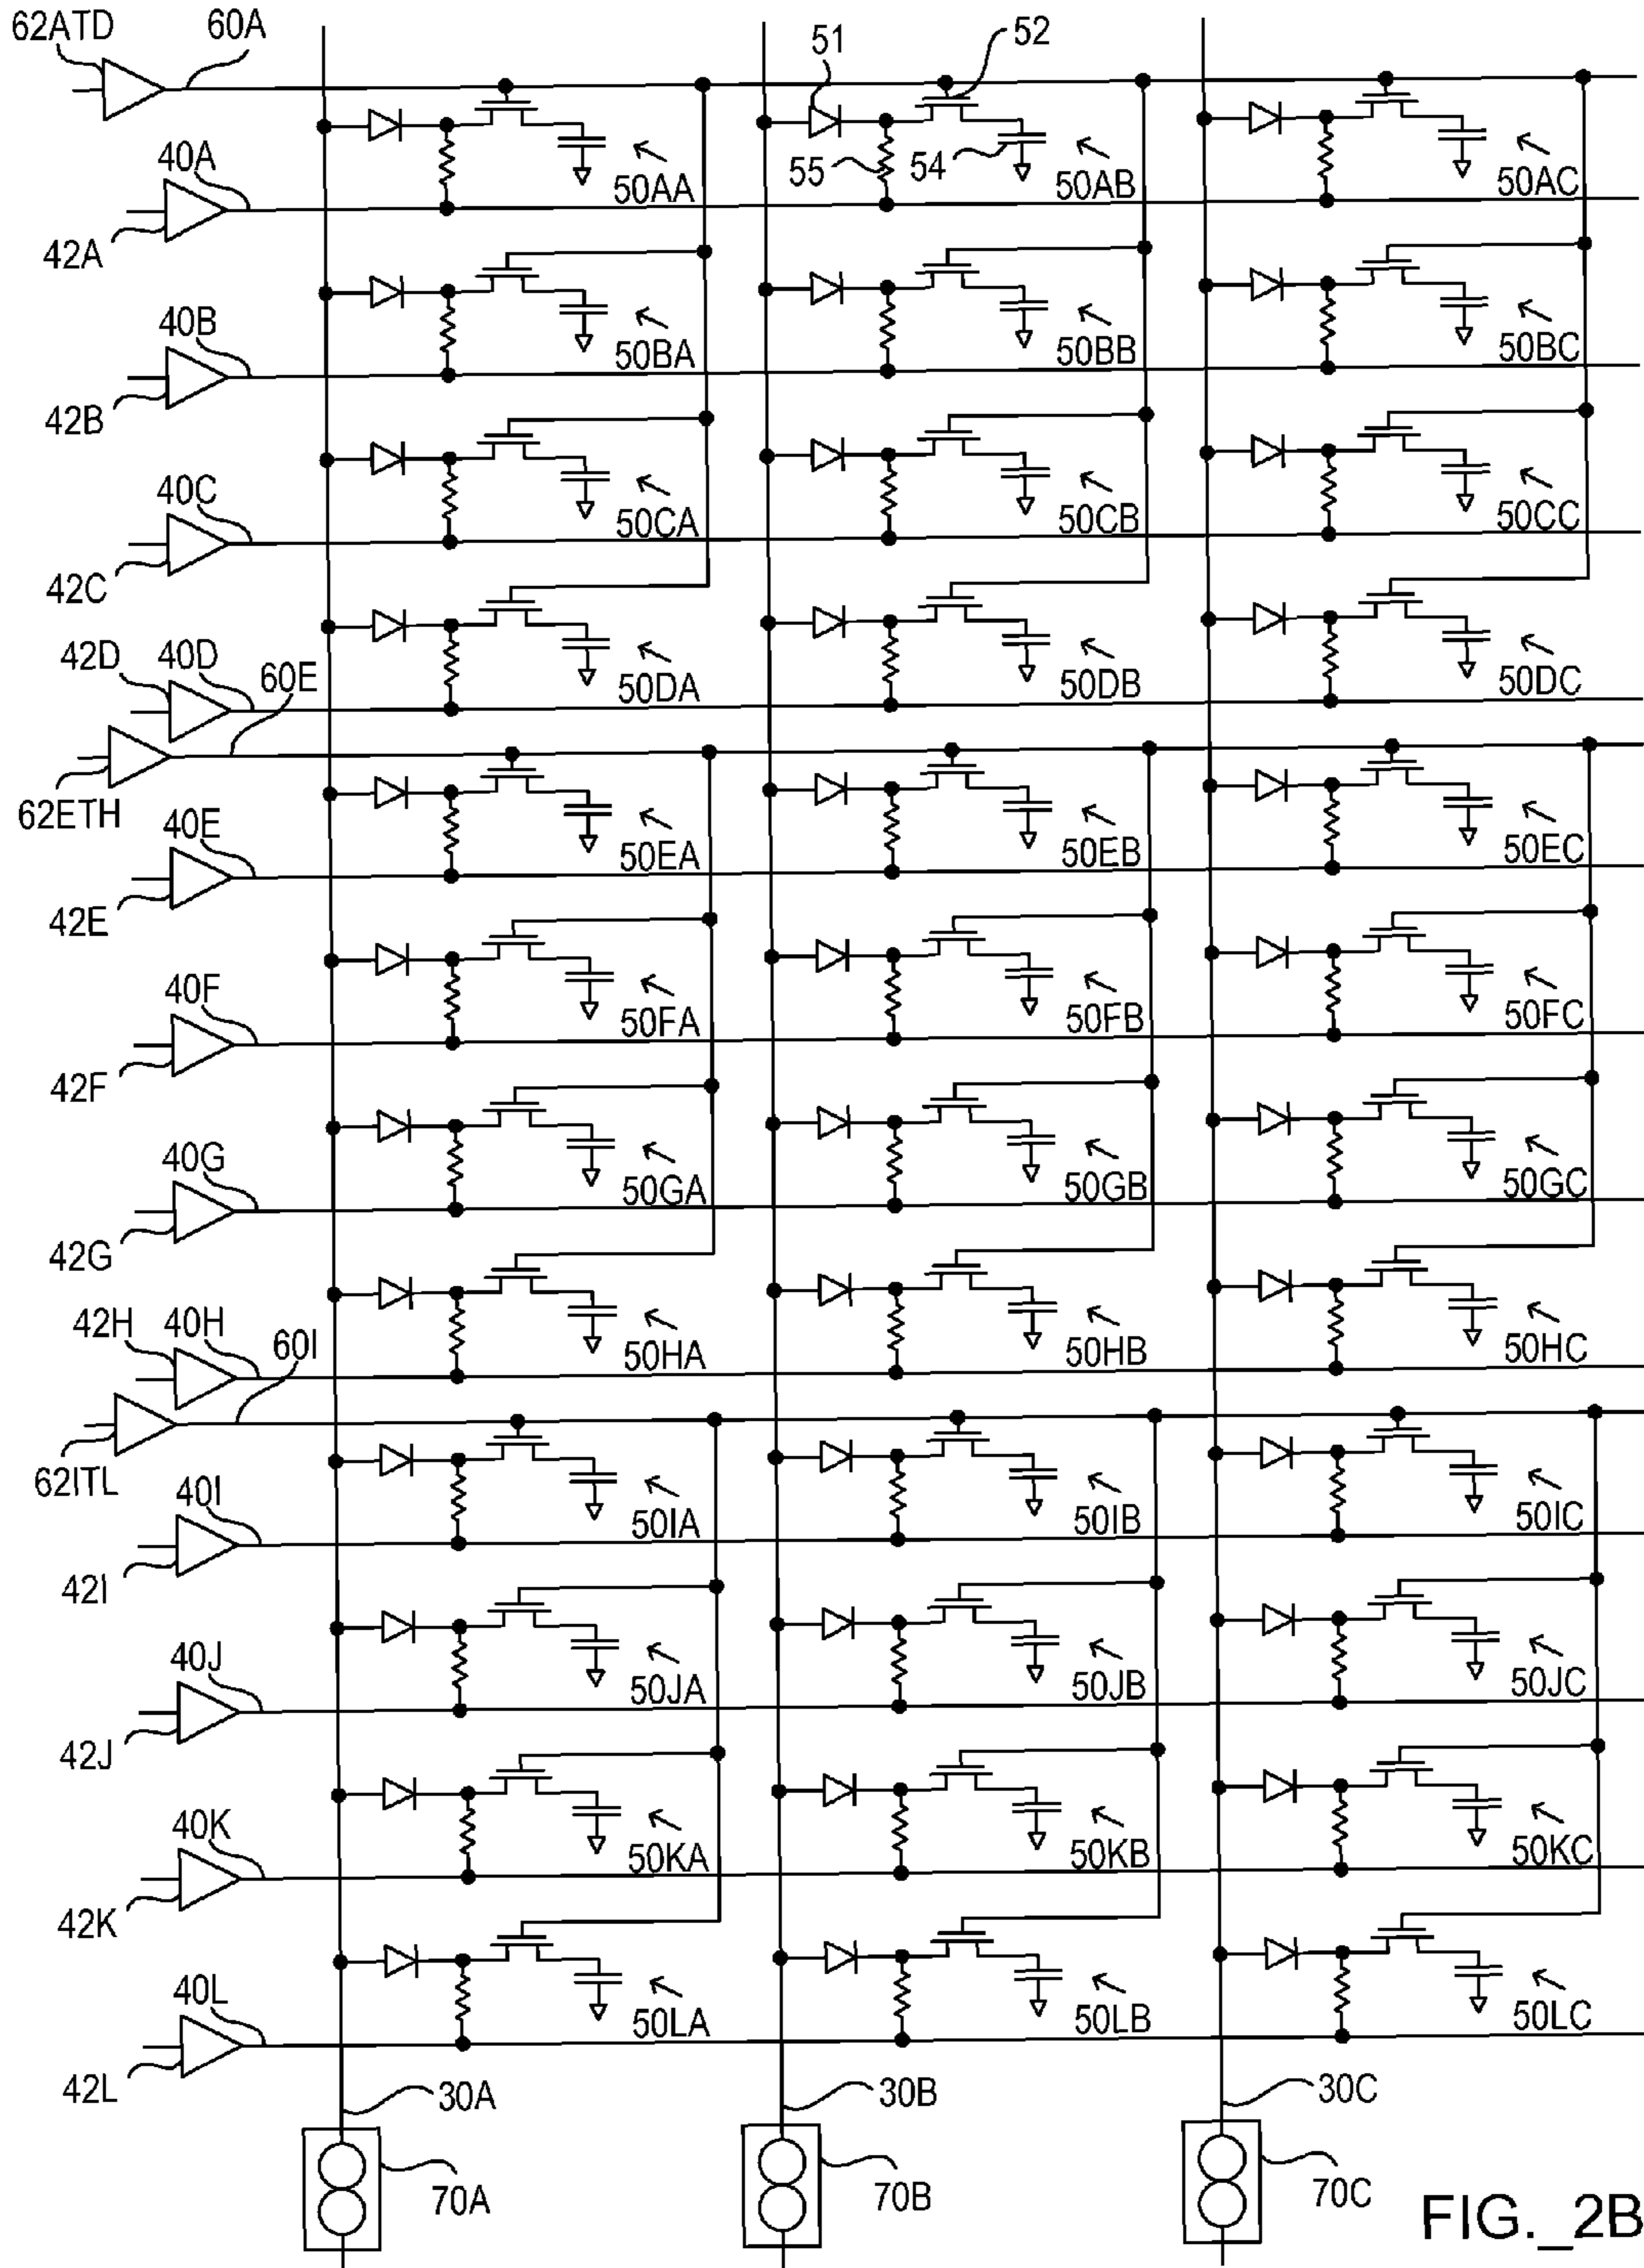 62ATD 60A 51 52
40A 55 54 50AA 50AB 50AC
42A
40B 50BA 50BB 50BC
42B
40C 50CA 50CB 50CC
42C
42D 40D 60E 50DA 50DB 50DC
62ETH 40E 50EA 50EB 50EC
42E
40F 50FA 50FB 50FC
42F
40G 50GA 50GB 50GC
42G
42H 40H 60I 50HA 50HB 50HC
62ITL 40I 50IA 50IB 50IC
42I
40J 50JA 50JB 50JC
42J
40K 50KA 50KB 50KC
42K
40L 50LA 50LB 50LC
42L
30A 30B 30C
70A 70B 70C
FIG._2B